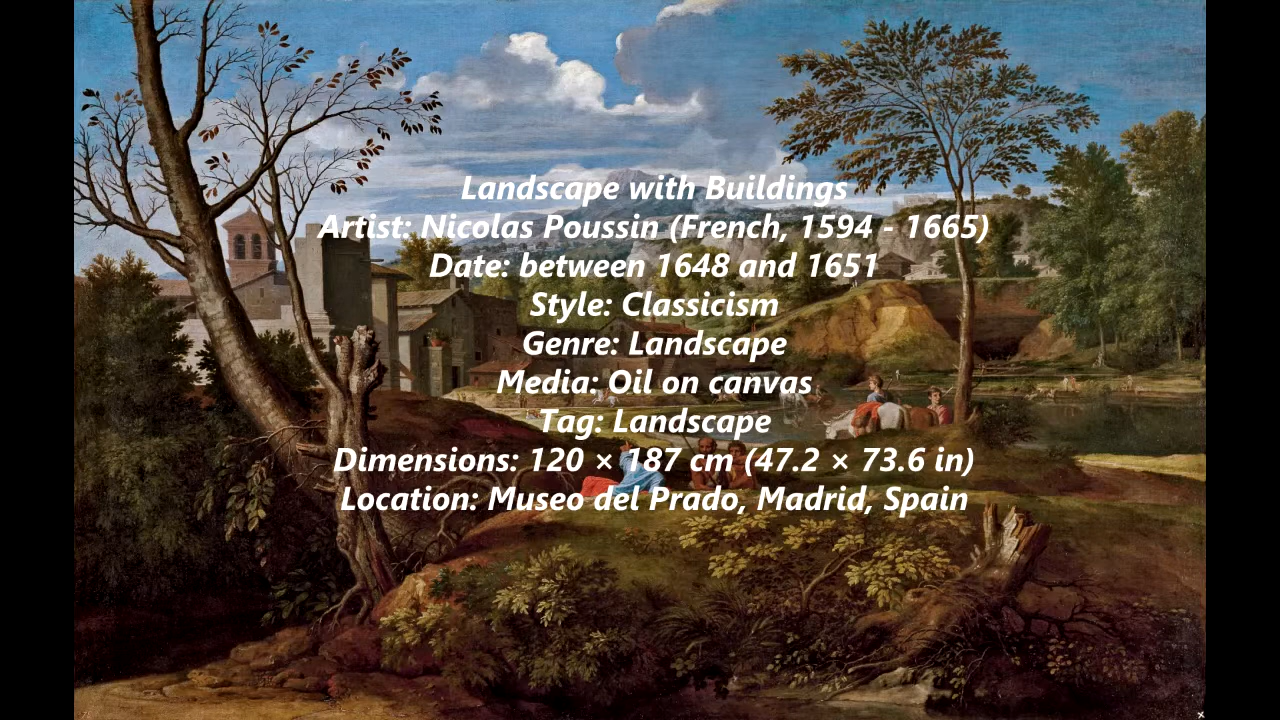 Landscape with Buildings
Artist: Nicolas Poussin (French, 1594 - 1665)
Date: between 1648 and 1651
Style: Classicism
Genre: Landscape
Media: Oil on canvas
Tag: Landscape
Dimensions: 120 × 187 cm (47.2 × 73.6 in)
Location: Museo del Prado, Madrid, Spain